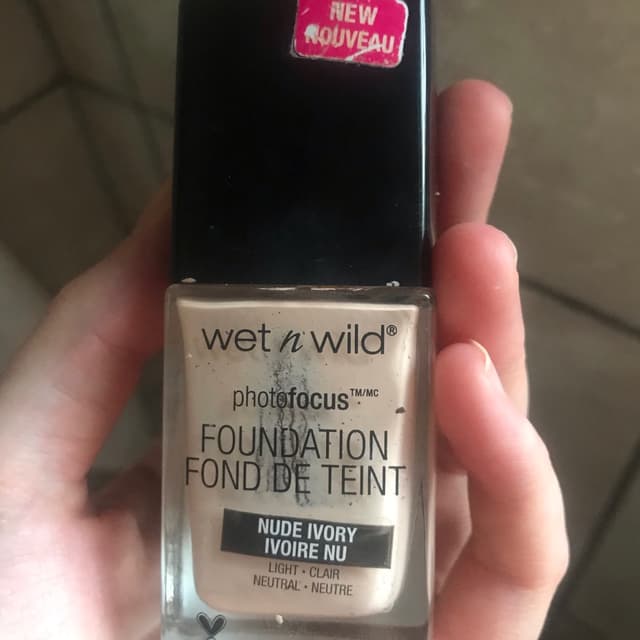 NEW
NOUVEAU
wet n wild®
photofocus™/MC
FOUNDATION
FOND DE TEINT
NUDE IVORY
IVOIRE NU
LIGHT • CLAIR
NEUTRAL • NEUTRE